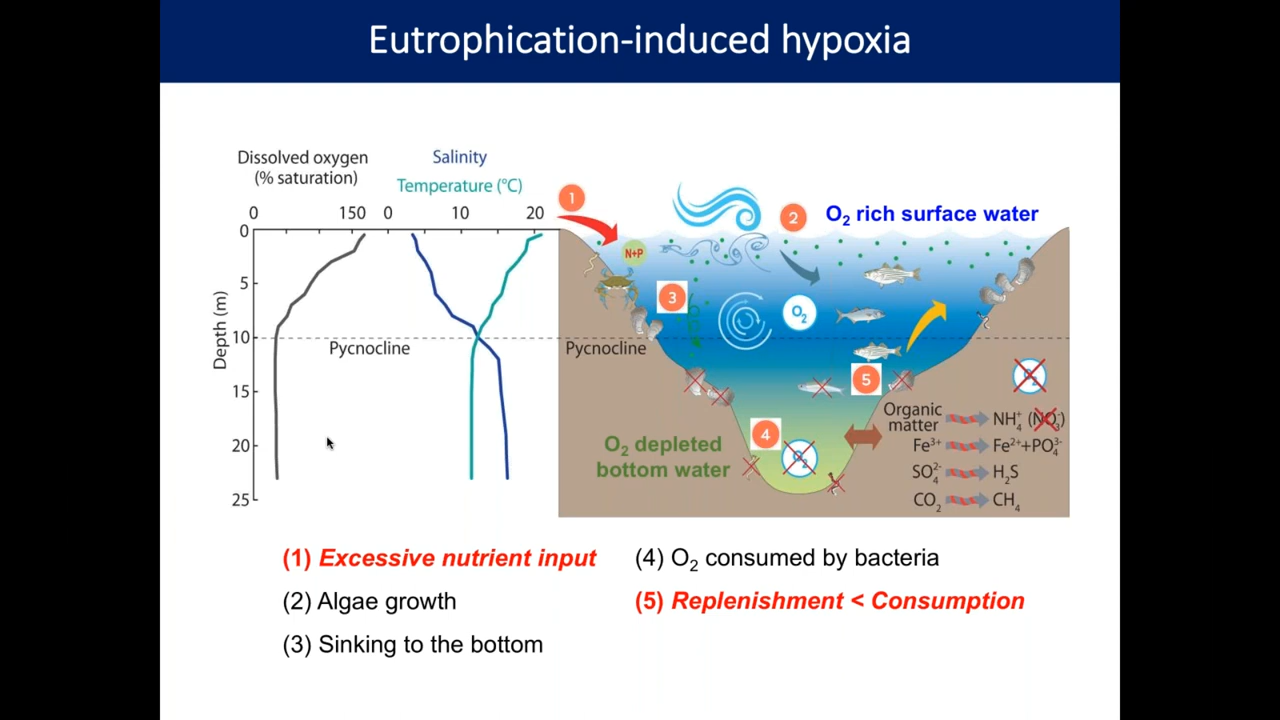 Eutrophication-induced hypoxia
Dissolved oxygen
(% saturation)
Salinity
Temperature (°C)
0 150 0 10 20
0
5
10
15
20
25
Depth (m)
Pycnocline
1
N+P
2
O₂ rich surface water
3
O₂
Pycnocline
5
4
O₂
O₂ depleted
bottom water
O₂
Organic
matter
NH₄⁺ (NO₃⁻)
Fe³⁺ Fe²⁺+PO₄³⁻
SO₄²⁻ H₂S
CO₂ CH₄
(1) Excessive nutrient input
(2) Algae growth
(3) Sinking to the bottom
(4) O₂ consumed by bacteria
(5) Replenishment < Consumption